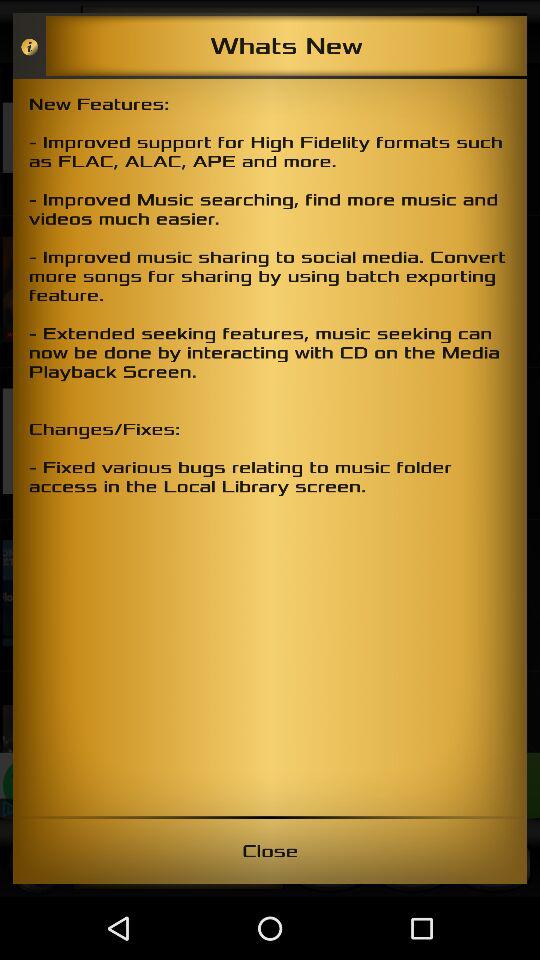 Whats New
New Features:
- Improved support for High Fidelity formats such
as FLAC, ALAC, APE and more.
- Improved Music searching, find more music and
videos much easier.
- Improved music sharing to social media. Convert
more songs for sharing by using batch exporting
feature.
- Extended seeking features, music seeking can
now be done by interacting with CD on the Media
Playback Screen.
Changes/Fixes:
- Fixed various bugs relating to music folder
access in the Local Library screen.
Close